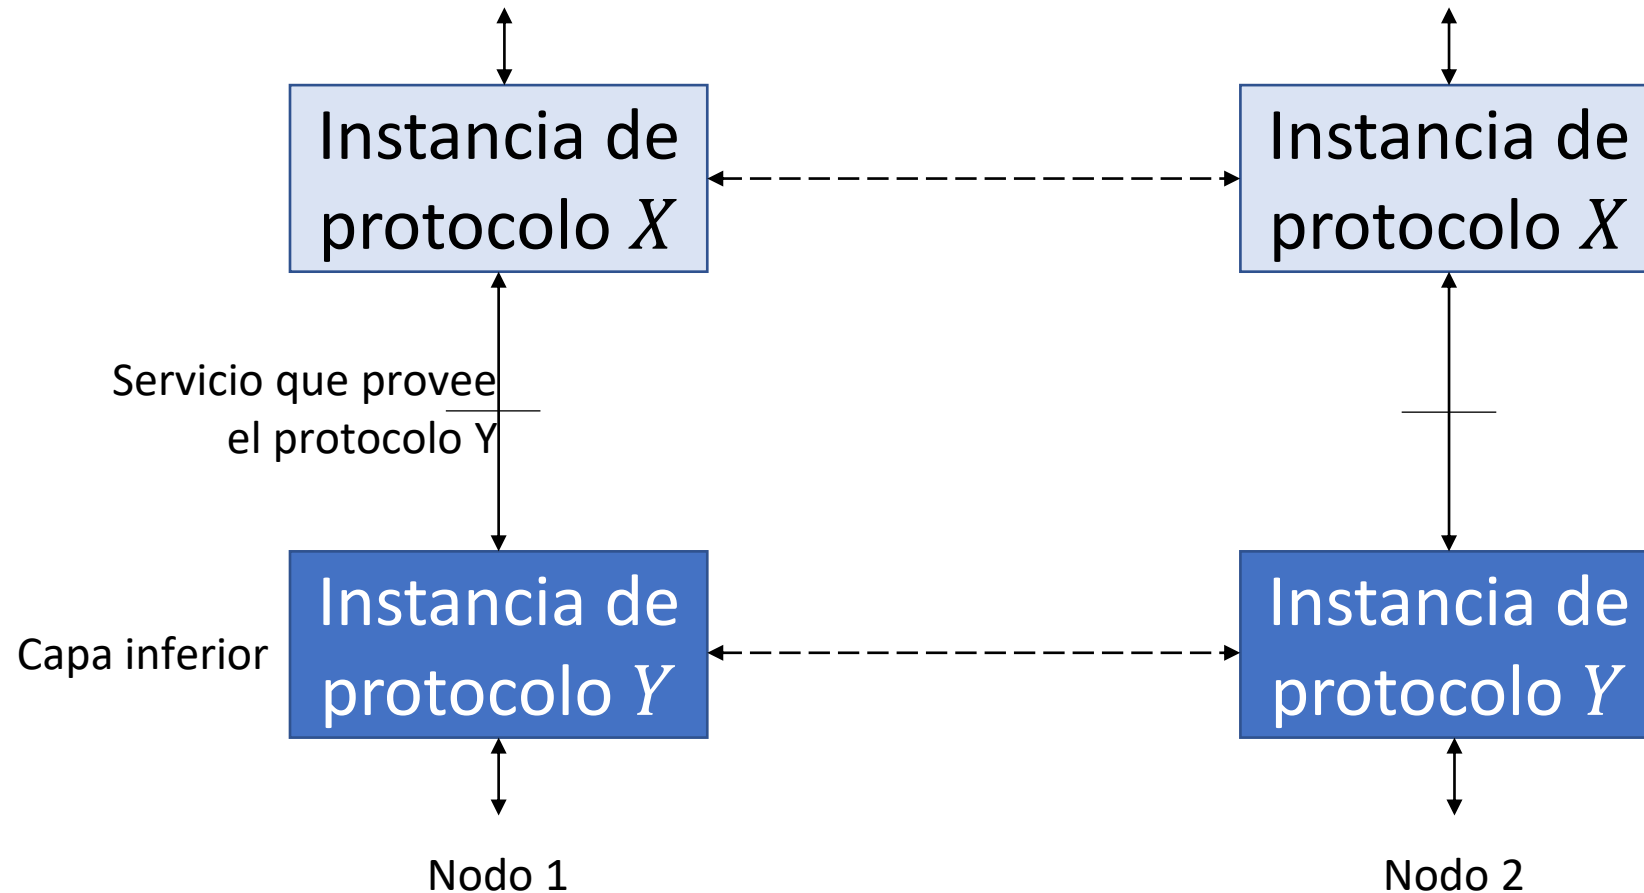 Instancia de
protocolo X
Instancia de
protocolo X
Servicio que provee
el protocolo Y
Capa inferior
Instancia de
protocolo Y
Instancia de
protocolo Y
Nodo 1
Nodo 2